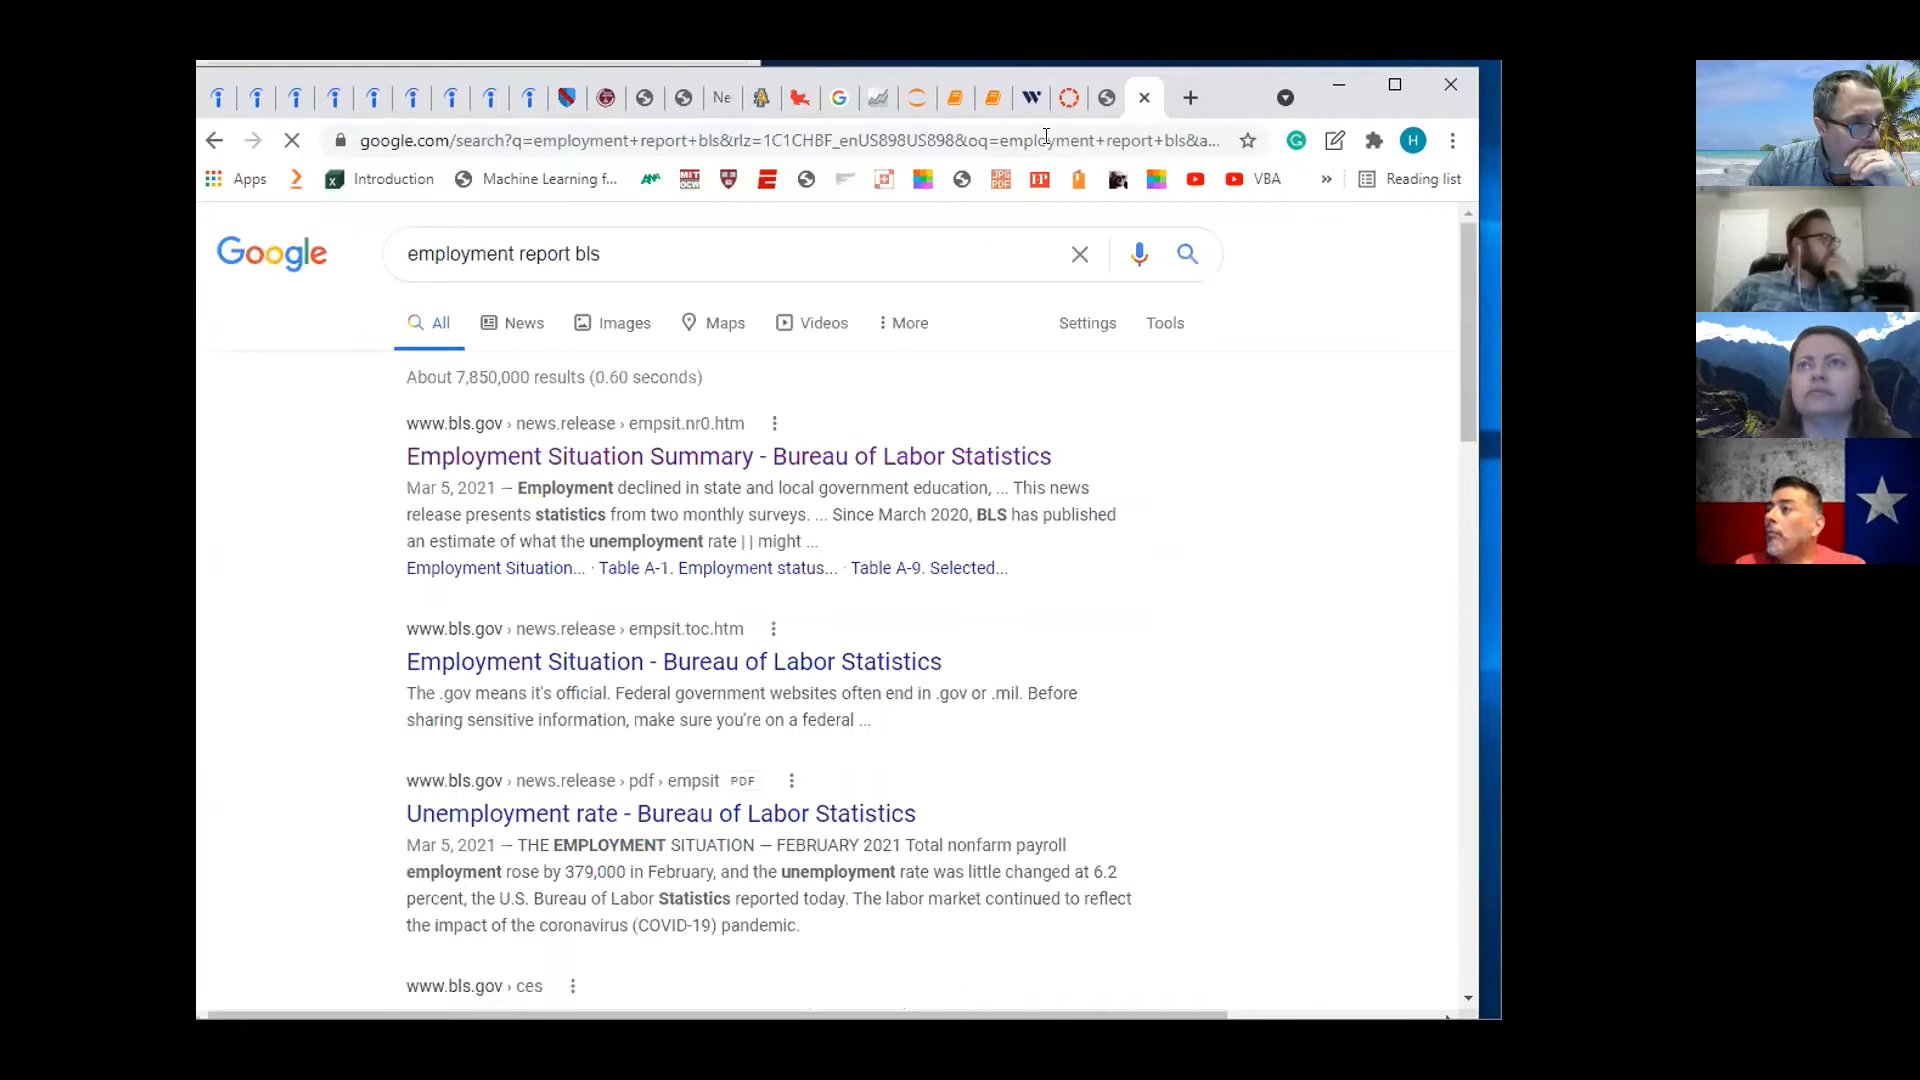 Ne
google.com/search?q=employment+report+bls&rlz=1C1CHBF_enUS898US898&oq=employment+report+bls&a...
H
Apps
Introduction
Machine Learning f...
MIT OCW
JPG PDF
VBA
»
Reading list
Google
employment report bls
All
News
Images
Maps
Videos
More
Settings
Tools
About 7,850,000 results (0.60 seconds)
www.bls.gov › news.release › empsit.nr0.htm
Employment Situation Summary - Bureau of Labor Statistics
Mar 5, 2021 — Employment declined in state and local government education, ... This news
release presents statistics from two monthly surveys. ... Since March 2020, BLS has published
an estimate of what the unemployment rate | | might ...
Employment Situation... · Table A-1. Employment status... · Table A-9. Selected...
www.bls.gov › news.release › empsit.toc.htm
Employment Situation - Bureau of Labor Statistics
The .gov means it's official. Federal government websites often end in .gov or .mil. Before
sharing sensitive information, make sure you're on a federal ...
www.bls.gov › news.release › pdf › empsit PDF
Unemployment rate - Bureau of Labor Statistics
Mar 5, 2021 — THE EMPLOYMENT SITUATION — FEBRUARY 2021 Total nonfarm payroll
employment rose by 379,000 in February, and the unemployment rate was little changed at 6.2
percent, the U.S. Bureau of Labor Statistics reported today. The labor market continued to reflect
the impact of the coronavirus (COVID-19) pandemic.
www.bls.gov › ces